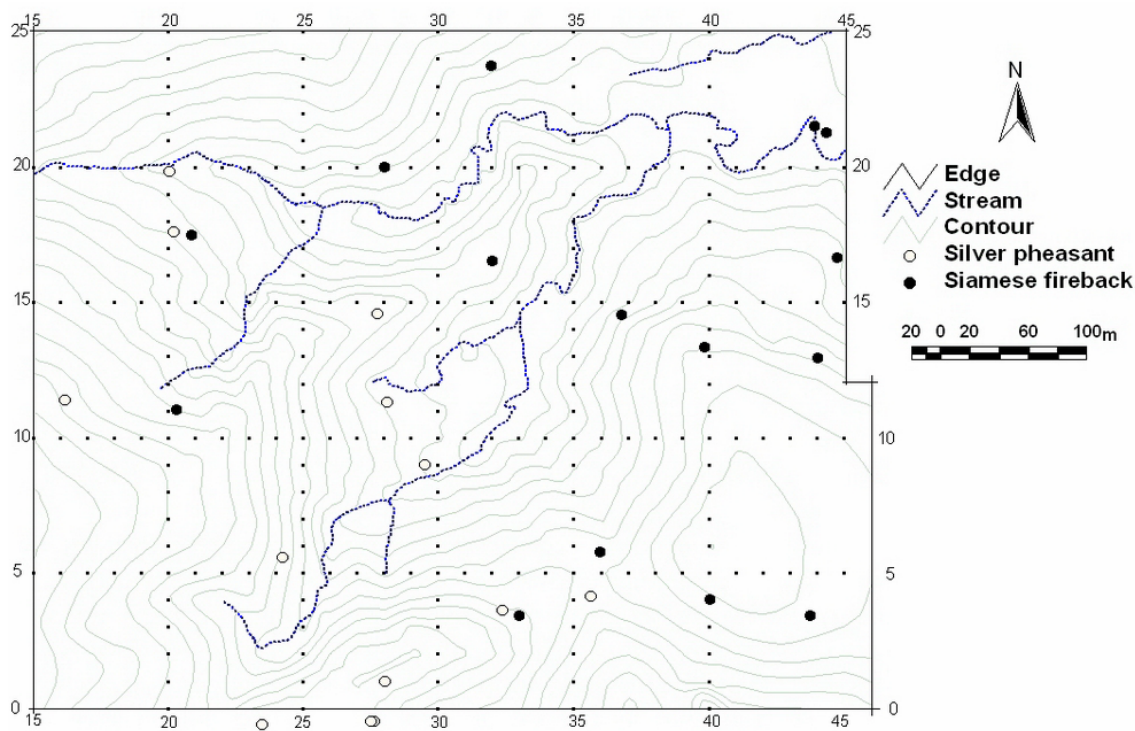 15 20 25 30 35 40 45
25 25
N
20 20
Edge
Stream
Contour
Silver pheasant
Siamese fireback
15 15
20 0 20 60 100m
10 10
5 5
0 0
15 20 25 30 35 40 45